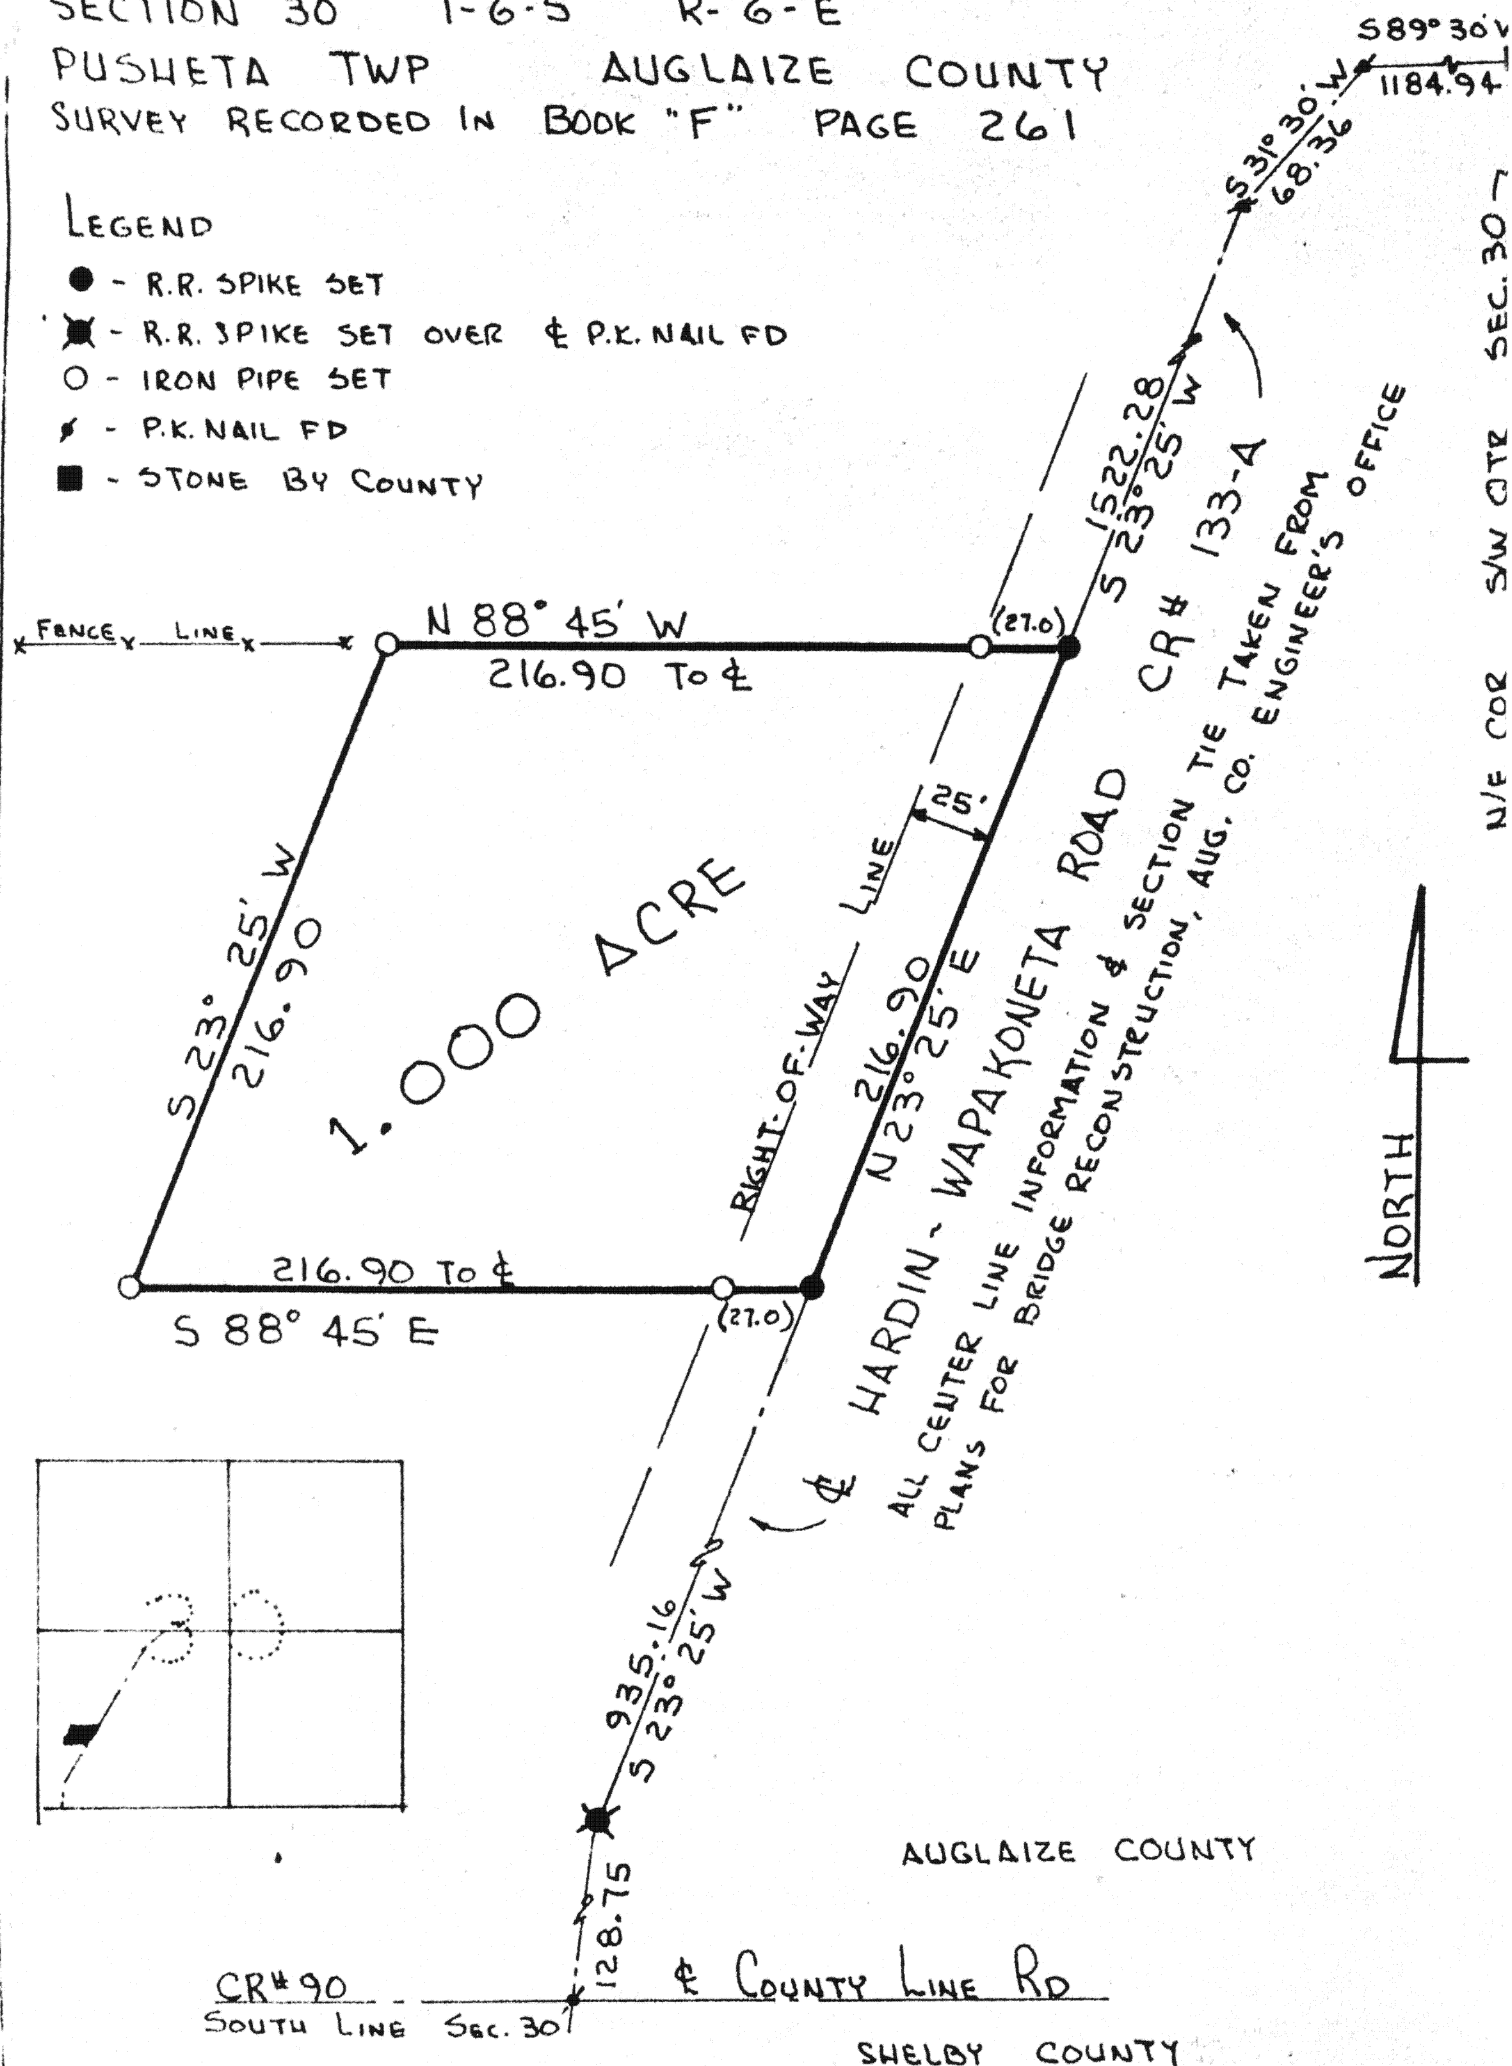 SECTION 30 T-6-S R-6-E
PUSHETA TWP AUGLAIZE COUNTY
SURVEY RECORDED IN BOOK "F" PAGE 261
S 89° 30' W
1184.94
S 31° 30' W
68.36
LEGEND
● - R.R. SPIKE SET
- R.R. SPIKE SET OVER ℄ P.K. NAIL FD
○ - IRON PIPE SET
- P.K. NAIL FD
■ - STONE BY COUNTY
N/E COR S/W QTR SEC. 30
1522.28
S 23° 25' W
FENCE LINE
N 88° 45' W
(27.0)
216.90 TO ℄
25'
S 23° 25' W
216.90
1.000 ACRE
RIGHT-OF-WAY LINE
216.90
N 23° 25' E
℄ HARDIN - WAPAKONETA ROAD CR# 133-A
ALL CENTER LINE INFORMATION & SECTION TIE TAKEN FROM
PLANS FOR BRIDGE RECONSTRUCTION, AUG. CO. ENGINEER'S OFFICE
NORTH
216.90 TO ℄
S 88° 45' E
(27.0)
935.16
S 23° 25' W
30
128.75
AUGLAIZE COUNTY
CR# 90
℄ COUNTY LINE RD
SOUTH LINE SEC. 30
SHELBY COUNTY